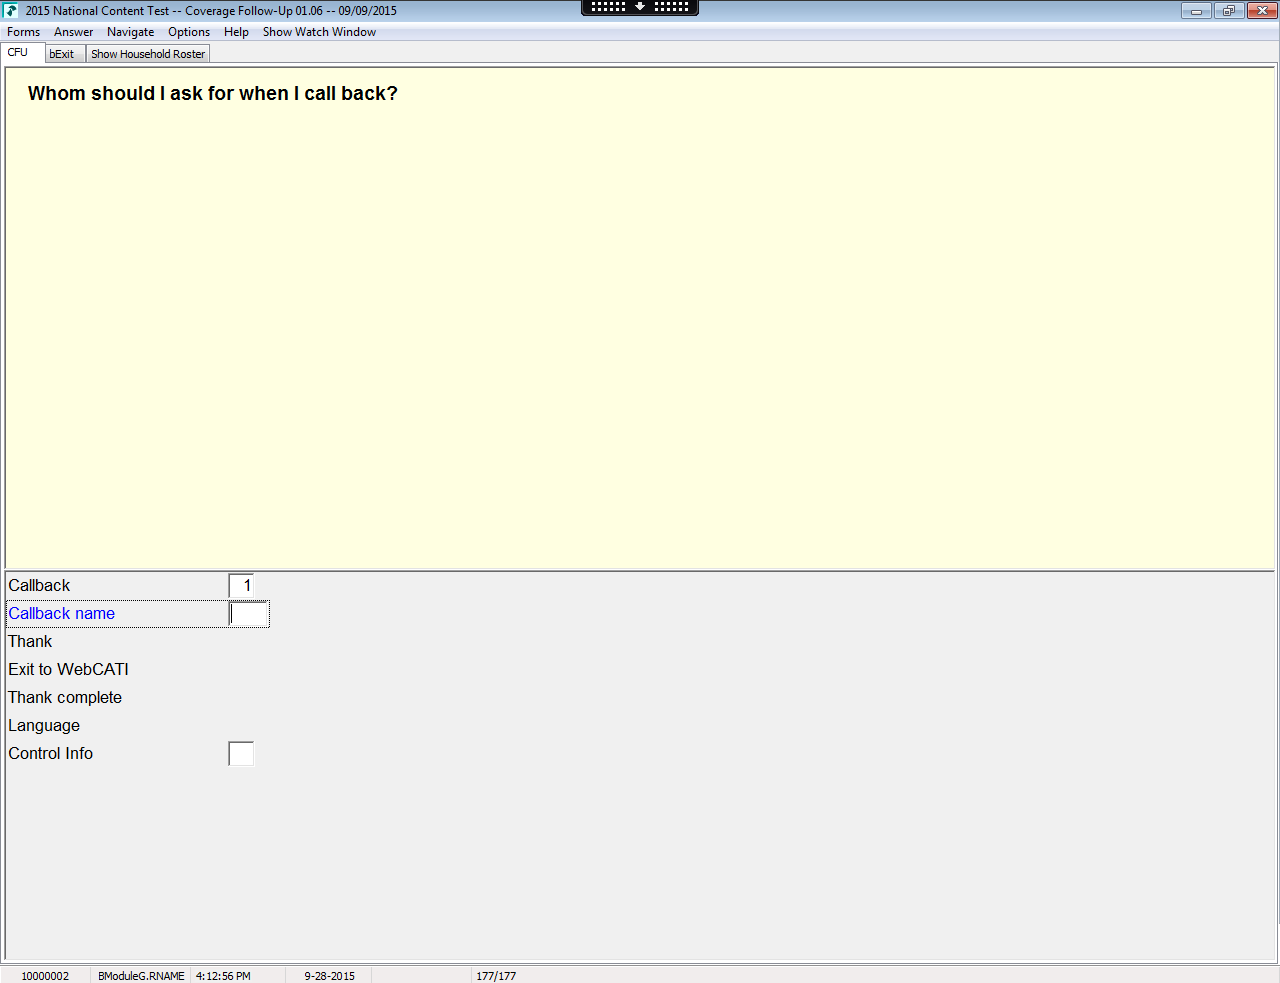 2015 National Content Test -- Coverage Follow-Up 01.06 -- 09/09/2015
Forms Answer Navigate Options Help Show Watch Window
CFU bExit Show Household Roster
Whom should I ask for when I call back?
Callback 1
Callback name
Thank
Exit to WebCATI
Thank complete
Language
Control Info
10000002 BModuleG.RNAME 4:12:56 PM 9-28-2015 177/177